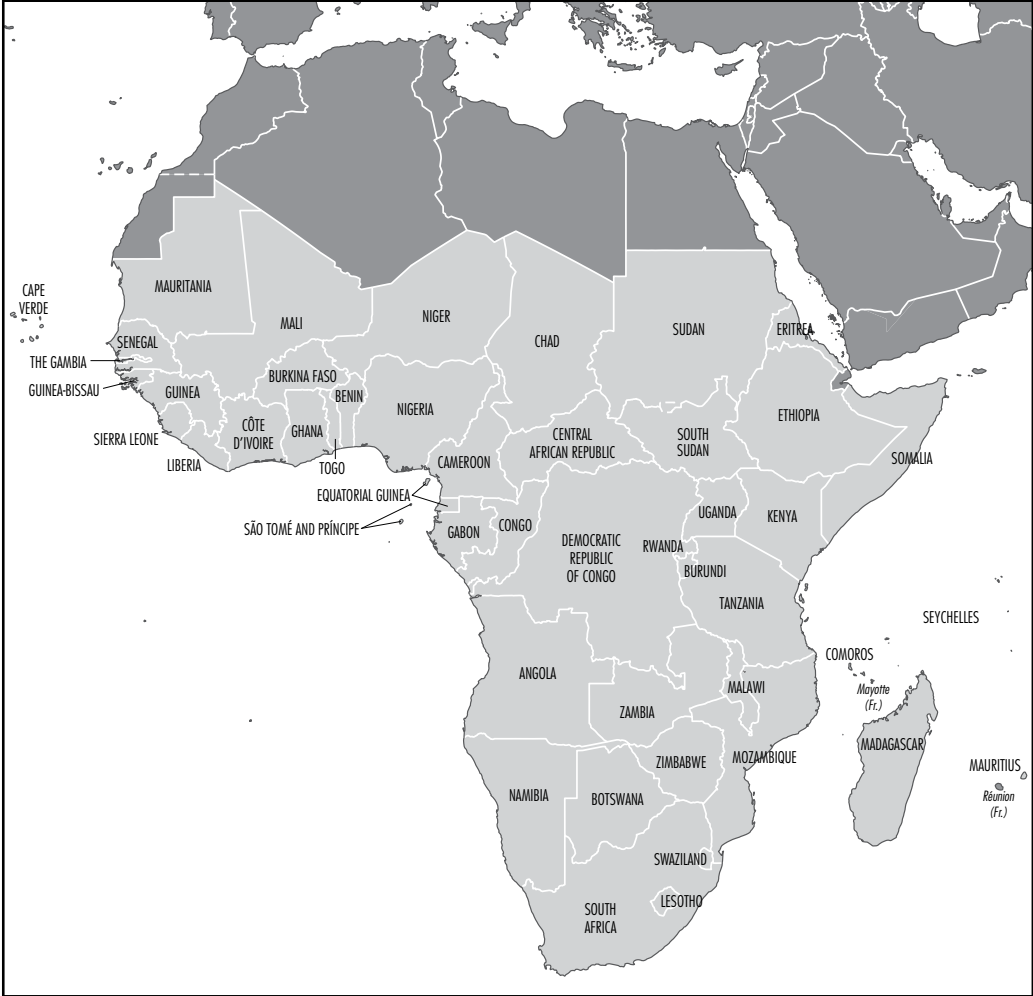 MAURITANIA
CAPE
VERDE
MALI
NIGER
SUDAN
ERITREA
CHAD
SENEGAL
THE GAMBIA
BURKINA FASO
GUINEA-BISSAU
GUINEA
BENIN
NIGERIA
ETHIOPIA
CÔTE
D'IVOIRE
GHANA
SIERRA LEONE
CENTRAL
AFRICAN REPUBLIC
SOUTH
SUDAN
SOMALIA
LIBERIA
TOGO
CAMEROON
EQUATORIAL GUINEA
SÃO TOMÉ AND PRÍNCIPE
GABON
CONGO
UGANDA
KENYA
DEMOCRATIC
REPUBLIC
OF CONGO
RWANDA
BURUNDI
TANZANIA
SEYCHELLES
COMOROS
ANGOLA
MALAWI
Mayotte
(Fr.)
ZAMBIA
MADAGASCAR
MOZAMBIQUE
ZIMBABWE
MAURITIUS
NAMIBIA
BOTSWANA
Réunion
(Fr.)
SWAZILAND
LESOTHO
SOUTH
AFRICA